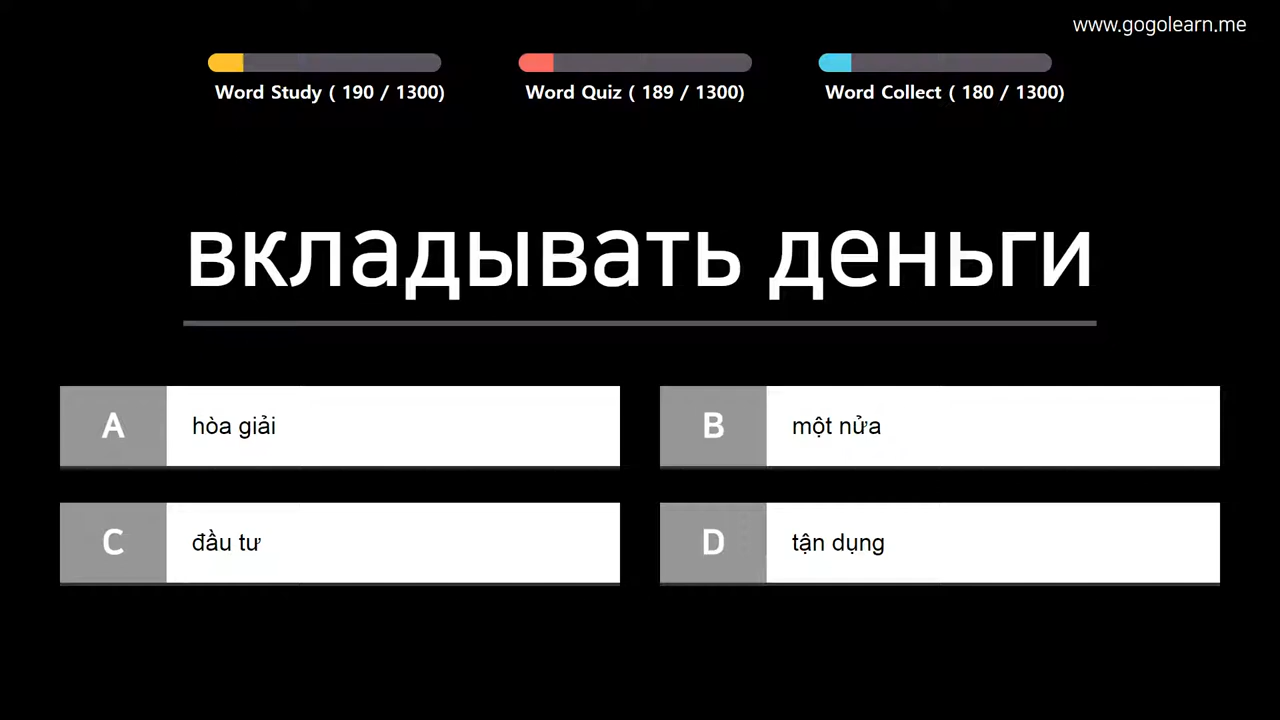 www.gogolearn.me
Word Study ( 190 / 1300)
Word Quiz ( 189 / 1300)
Word Collect ( 180 / 1300)
вкладывать деньги
A
hòa giải
B
một nửa
C
đầu tư
D
tận dụng